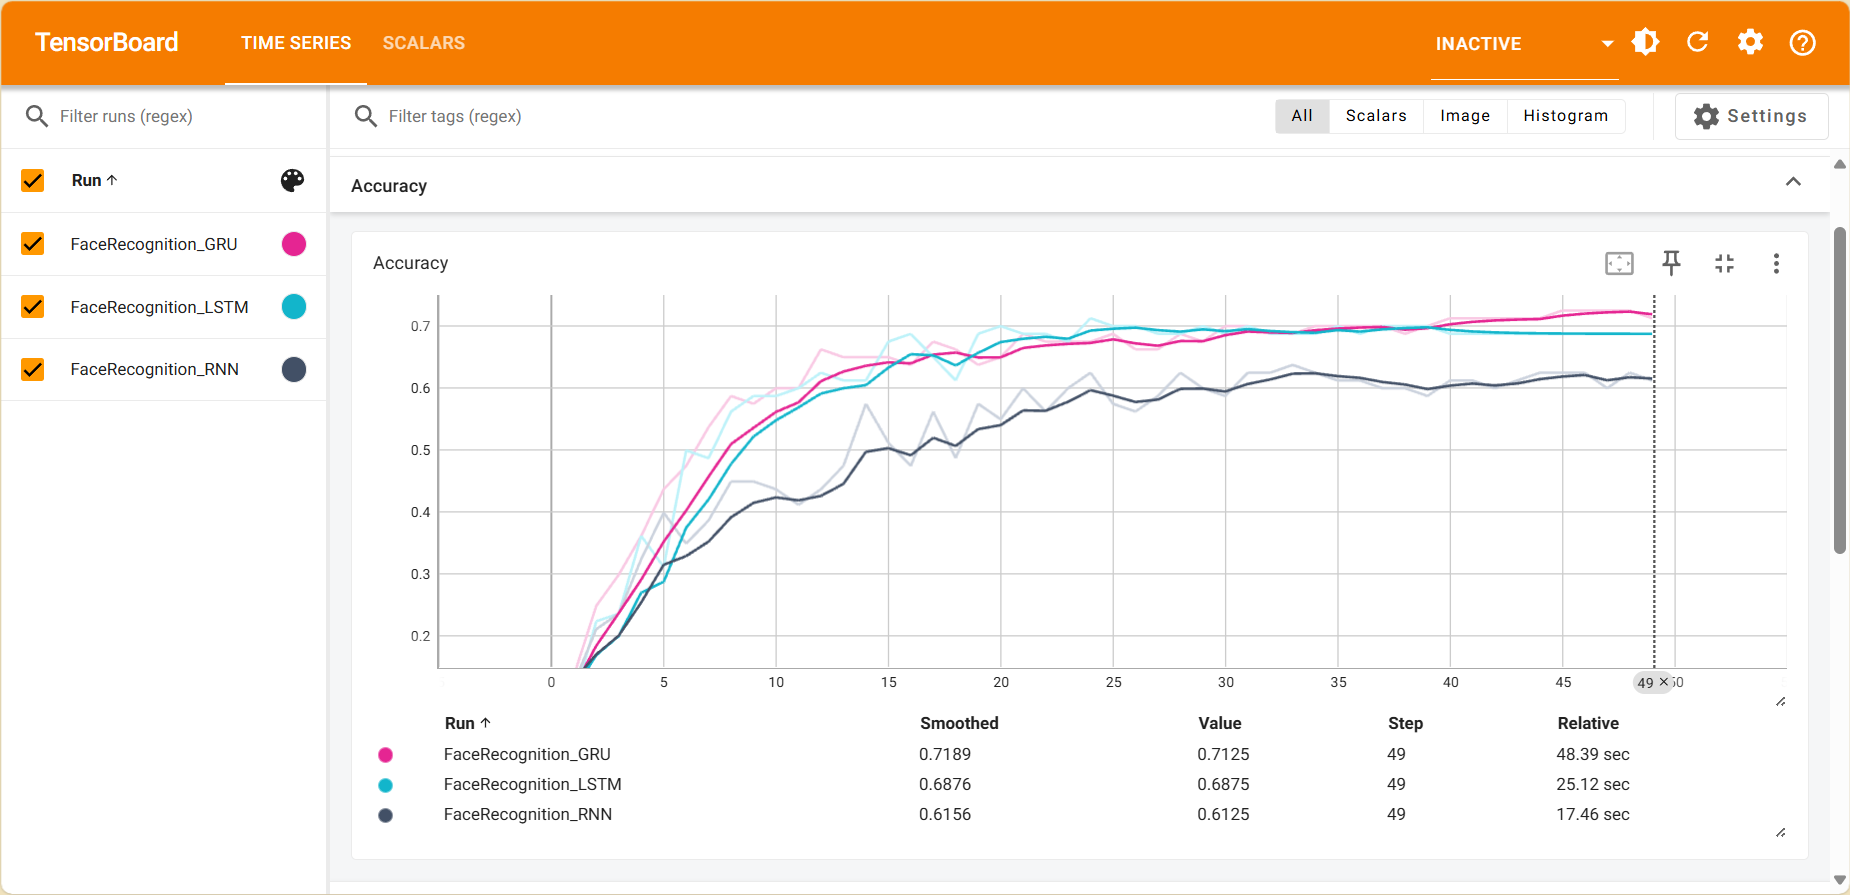 TensorBoard TIME SERIES SCALARS INACTIVE
Filter runs (regex)
Filter tags (regex) All Scalars Image Histogram Settings
Run ↑
FaceRecognition_GRU
FaceRecognition_LSTM
FaceRecognition_RNN
Accuracy
Accuracy
0.7
0.6
0.5
0.4
0.3
0.2
0 5 10 15 20 25 30 35 40 45 49 × 50
Run ↑ Smoothed Value Step Relative
FaceRecognition_GRU 0.7189 0.7125 49 48.39 sec
FaceRecognition_LSTM 0.6876 0.6875 49 25.12 sec
FaceRecognition_RNN 0.6156 0.6125 49 17.46 sec